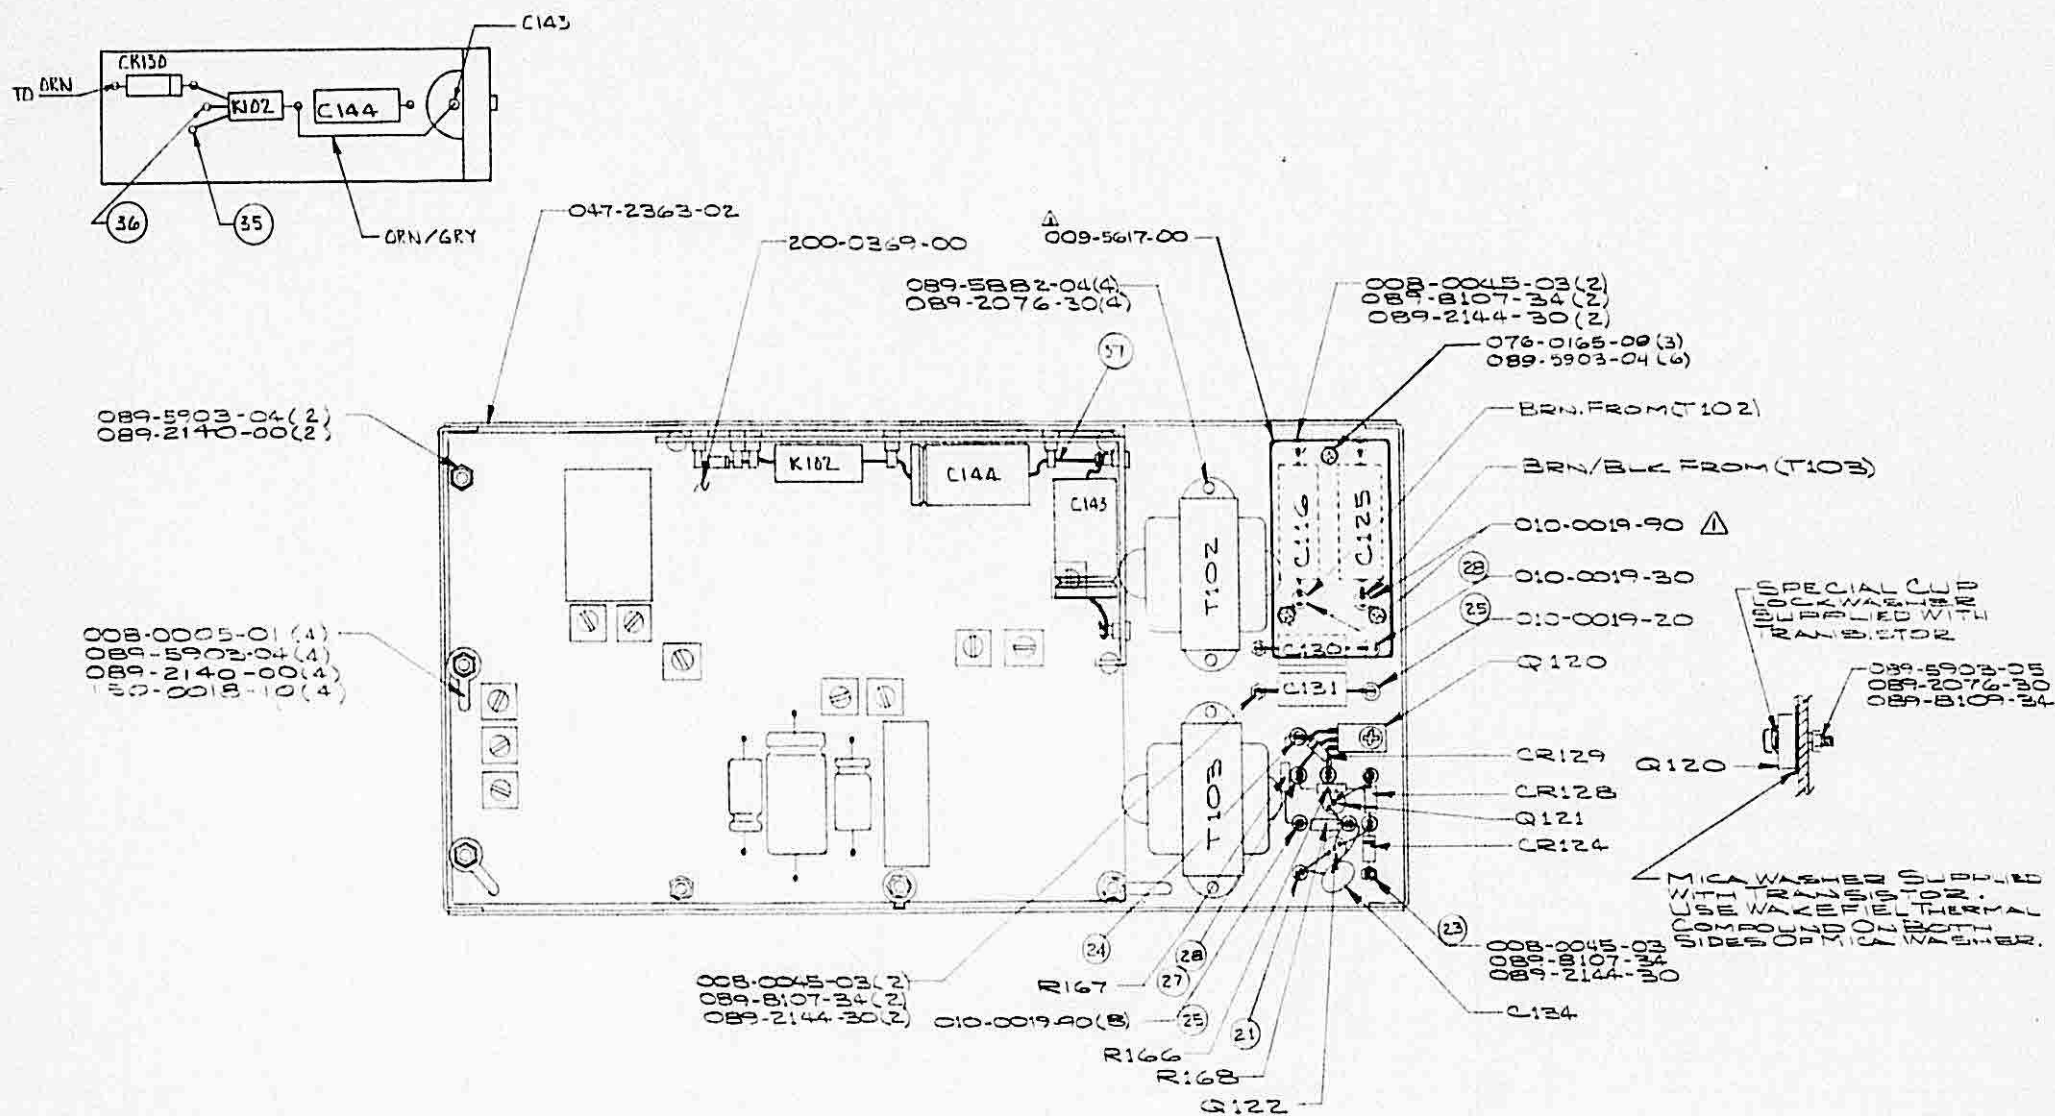 C143
CR130
TO ORN
K102
C144
36
35
ORN/GRY
047-2363-02
200-0369-00
009-5617-00
089-5882-04(4)
089-2076-30(4)
37
008-0045-03(2)
089-8107-34(2)
089-2144-30(2)
076-0165-00(3)
089-5903-04(6)
089-5903-04(2)
089-2140-00(2)
BRN. FROM (T102)
BRN/BLK FROM (T103)
K102
C144
C143
T102
C116
C125
010-0019-90
28
010-0019-30
25
010-0019-20
C130
C131
Q120
008-0005-01(4)
089-5903-04(4)
089-2140-00(4)
150-0018-10(4)
SPECIAL CUP
LOCKWASHER
SUPPLIED WITH
TRANSISTOR
089-5903-05
089-2076-30
089-8109-34
Q120
CR129
CR128
Q121
CR124
T103
MICA WASHER SUPPLIED
WITH TRANSISTOR.
USE WAKEFIEL THERMAL
COMPOUND ON BOTH
SIDES OF MICA WASHER.
24
28
27
25
21
23
008-0045-03
089-8107-34
089-2144-30
C134
008-0045-03(2)
089-8107-34(2)
089-2144-30(2)
R167
010-0019-90(8)
R166
R168
Q122